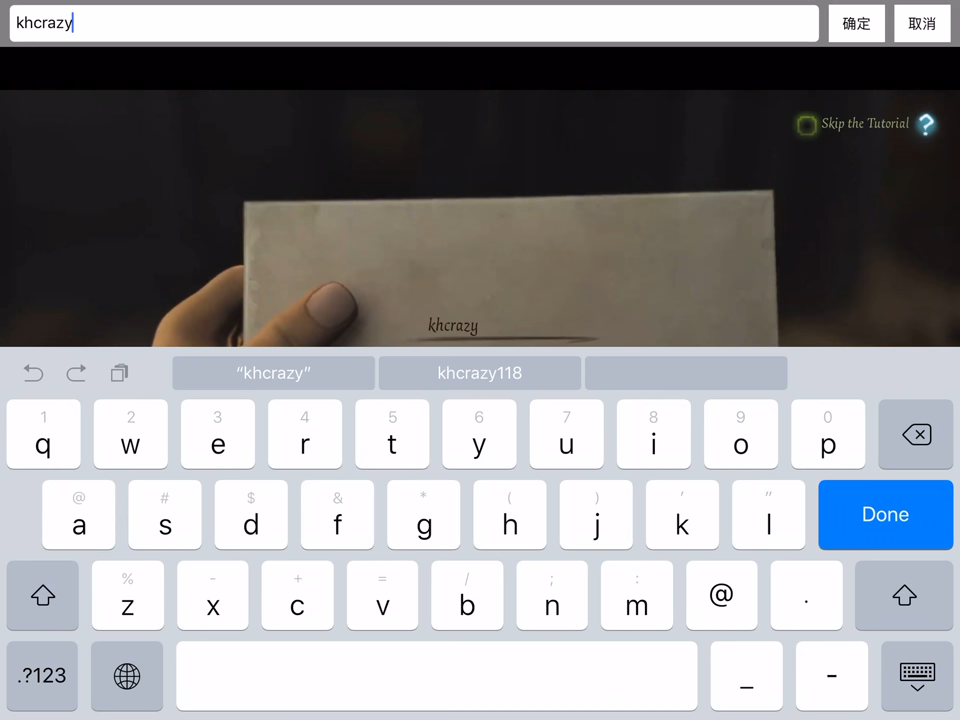 khcrazy
确定
取消
Skip the Tutorial ?
khcrazy
“khcrazy”
khcrazy118
1 2 3 4 5 6 7 8 9 0
q w e r t y u i o p
@ # $ & * ( ) ' "
a s d f g h j k l Done
% - + = / ; :
z x c v b n m @ .
.?123 _ -